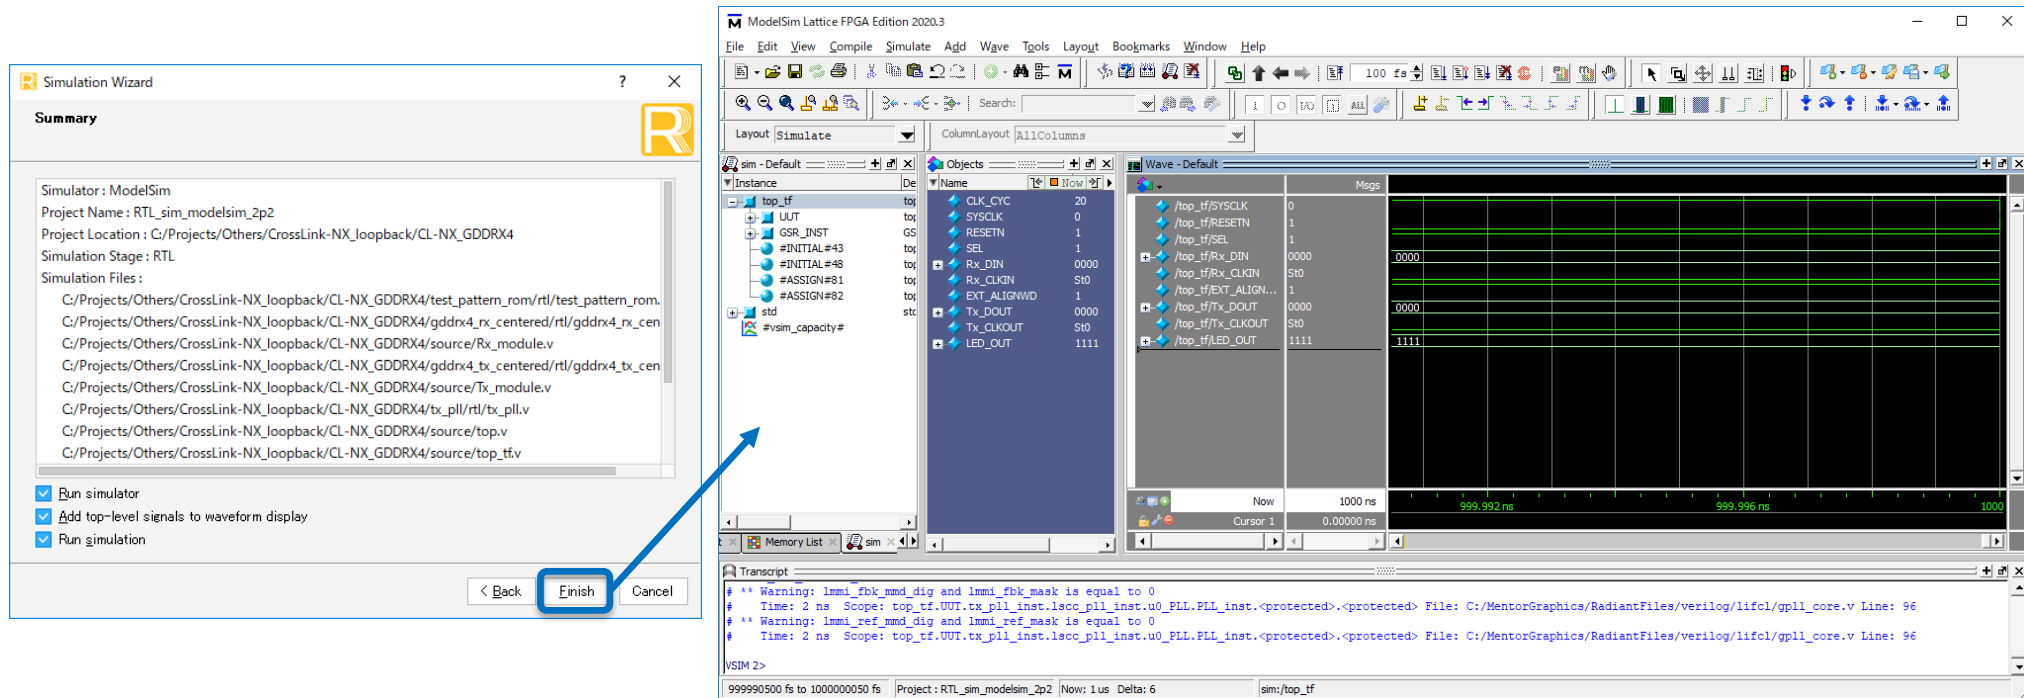 Simulation Wizard
?
Summary
Simulator : ModelSim
Project Name : RTL_sim_modelsim_2p2
Project Location : C:/Projects/Others/CrossLink-NX_loopback/CL-NX_GDDRX4
Simulation Stage : RTL
Simulation Files :
C:/Projects/Others/CrossLink-NX_loopback/CL-NX_GDDRX4/test_pattern_rom/rtl/test_pattern_rom.
C:/Projects/Others/CrossLink-NX_loopback/CL-NX_GDDRX4/gddrx4_rx_centered/rtl/gddrx4_rx_cen
C:/Projects/Others/CrossLink-NX_loopback/CL-NX_GDDRX4/source/Rx_module.v
C:/Projects/Others/CrossLink-NX_loopback/CL-NX_GDDRX4/gddrx4_tx_centered/rtl/gddrx4_tx_cen
C:/Projects/Others/CrossLink-NX_loopback/CL-NX_GDDRX4/source/Tx_module.v
C:/Projects/Others/CrossLink-NX_loopback/CL-NX_GDDRX4/tx_pll/rtl/tx_pll.v
C:/Projects/Others/CrossLink-NX_loopback/CL-NX_GDDRX4/source/top.v
C:/Projects/Others/CrossLink-NX_loopback/CL-NX_GDDRX4/source/top_tf.v
Run simulator
Add top-level signals to waveform display
Run simulation
< Back Finish Cancel
ModelSim Lattice FPGA Edition 2020.3
File Edit View Compile Simulate Add Wave Tools Layout Bookmarks Window Help
100 fs
Search:
Layout Simulate
ColumnLayout AllColumns
sim - Default
Instance De
top_tf top
UUT top
GSR_INST GS
#INITIAL#43 top
#INITIAL#48 top
#ASSIGN#81 top
#ASSIGN#82 top
std std
#vsim_capacity#
Memory List sim
Objects
Name Now
CLK_CYC 20
SYSCLK 0
RESETN 1
SEL 1
Rx_DIN 0000
Rx_CLKIN St0
EXT_ALIGNWD 1
Tx_DOUT 0000
Tx_CLKOUT St0
LED_OUT 1111
Wave - Default
Msgs
/top_tf/SYSCLK 0
/top_tf/RESETN 1
/top_tf/SEL 1
/top_tf/Rx_DIN 0000 0000
/top_tf/Rx_CLKIN St0
/top_tf/EXT_ALIGN... 1
/top_tf/Tx_DOUT 0000 0000
/top_tf/Tx_CLKOUT St0
/top_tf/LED_OUT 1111 1111
Now 1000 ns 999.992 ns 999.996 ns 1000
Cursor 1 0.00000 ns
Transcript
# ** Warning: lmmi_fbk_mmd_dig and lmmi_fbk_mask is equal to 0
# Time: 2 ns Scope: top_tf.UUT.tx_pll_inst.lscc_pll_inst.u0_PLL.PLL_inst.<protected>.<protected> File: C:/MentorGraphics/RadiantFiles/verilog/lifcl/gpll_core.v Line: 96
# ** Warning: lmmi_ref_mmd_dig and lmmi_ref_mask is equal to 0
# Time: 2 ns Scope: top_tf.UUT.tx_pll_inst.lscc_pll_inst.u0_PLL.PLL_inst.<protected>.<protected> File: C:/MentorGraphics/RadiantFiles/verilog/lifcl/gpll_core.v Line: 96
VSIM 2>
999990500 fs to 1000000050 fs Project : RTL_sim_modelsim_2p2 Now: 1 us Delta: 6 sim:/top_tf